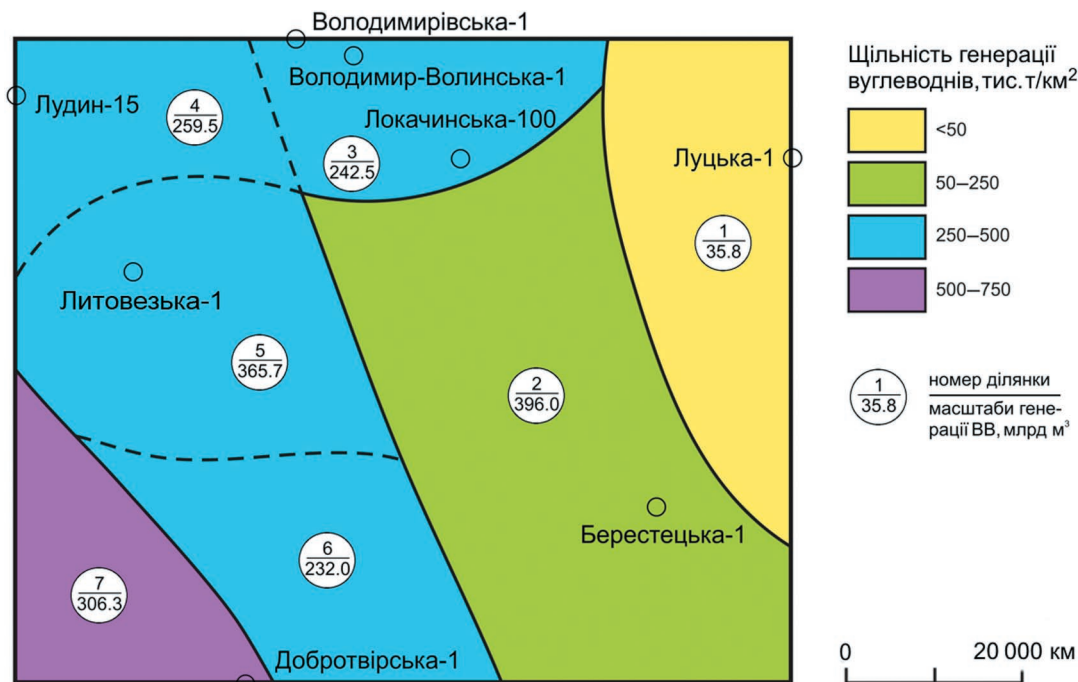 Володимирівська-1
Володимир-Волинська-1
Лудин-15
4
259.5
Локачинська-100
3
242.5
Луцька-1
1
35.8
Литовезька-1
5
365.7
2
396.0
Берестецька-1
6
232.0
7
306.3
Добротвірська-1
Щільність генерації
вуглеводнів, тис. т/км²
<50
50–250
250–500
500–750
1
35.8
номер ділянки
масштаби гене-
рації ВВ, млрд м³
0 20 000 км